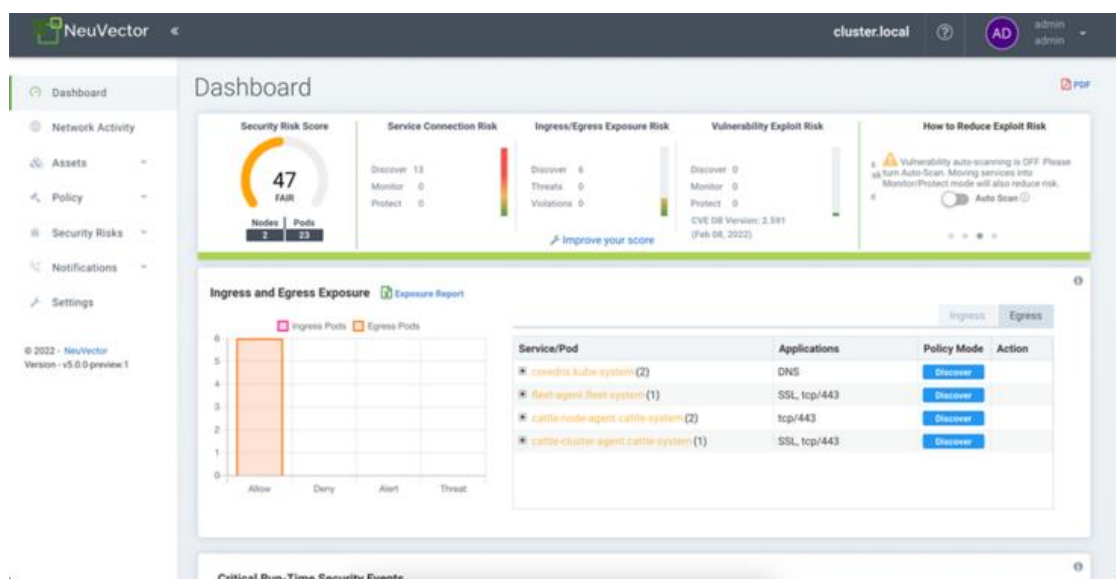 NeuVector «
cluster.local
AD
admin
admin
Dashboard
Network Activity
Assets
Policy
Security Risks
Notifications
Settings
© 2022 - NeuVector
Version - v5.0.0-preview.1
Dashboard
PDF
Security Risk Score
47
FAIR
Nodes Pods
2 23
Service Connection Risk
Discover 13
Monitor 0
Protect 0
Ingress/Egress Exposure Risk
Discover 6
Threats 0
Violations 0
Improve your score
Vulnerability Exploit Risk
Discover 0
Monitor 0
Protect 0
CVE DB Version: 2.591
(Feb 08, 2022)
How to Reduce Exploit Risk
Vulnerability auto-scanning is OFF. Please
turn Auto-Scan. Moving services into
Monitor/Protect mode will also reduce risk.
Auto Scan
Ingress and Egress Exposure Exposure Report
Ingress Pods Egress Pods
6
5
4
3
2
1
0
Allow Deny Alert Threat
Ingress Egress
Service/Pod Applications Policy Mode Action
coredns.kube-system (2) DNS Discover
fleet-agent.fleet-system (1) SSL, tcp/443 Discover
cattle-node-agent.cattle-system (2) tcp/443 Discover
cattle-cluster-agent.cattle-system (1) SSL, tcp/443 Discover
Critical Run-Time Security Events